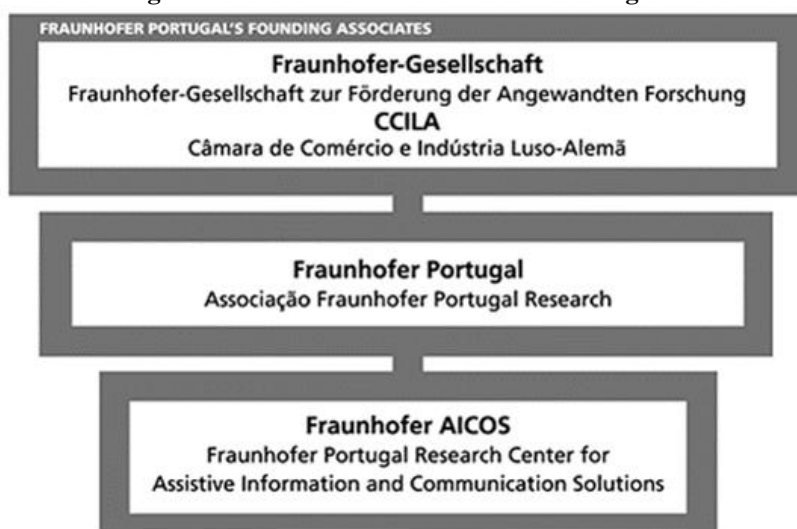 FRAUNHOFER PORTUGAL'S FOUNDING ASSOCIATES
Fraunhofer-Gesellschaft
Fraunhofer-Gesellschaft zur Förderung der Angewandten Forschung
CCILA
Câmara de Comércio e Indústria Luso-Alemã
Fraunhofer Portugal
Associação Fraunhofer Portugal Research
Fraunhofer AICOS
Fraunhofer Portugal Research Center for
Assistive Information and Communication Solutions